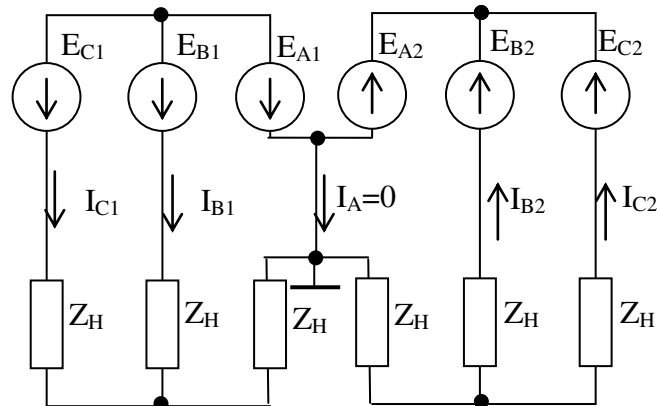 E_C1 E_B1 E_A1 E_A2 E_B2 E_C2
I_C1 I_B1 I_A=0 I_B2 I_C2
Z_H Z_H Z_H Z_H Z_H Z_H